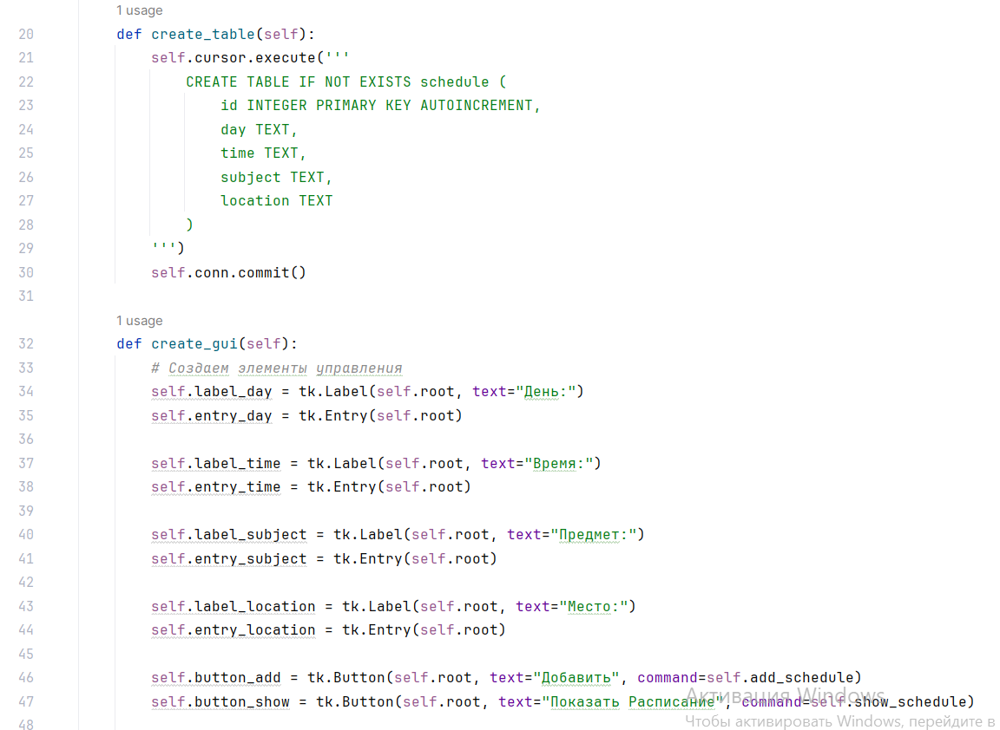 1 usage
20 def create_table(self):
21 self.cursor.execute('''
22 CREATE TABLE IF NOT EXISTS schedule (
23 id INTEGER PRIMARY KEY AUTOINCREMENT,
24 day TEXT,
25 time TEXT,
26 subject TEXT,
27 location TEXT
28 )
29 ''')
30 self.conn.commit()
31
1 usage
32 def create_gui(self):
33 # Создаем элементы управления
34 self.label_day = tk.Label(self.root, text="День:")
35 self.entry_day = tk.Entry(self.root)
36
37 self.label_time = tk.Label(self.root, text="Время:")
38 self.entry_time = tk.Entry(self.root)
39
40 self.label_subject = tk.Label(self.root, text="Предмет:")
41 self.entry_subject = tk.Entry(self.root)
42
43 self.label_location = tk.Label(self.root, text="Место:")
44 self.entry_location = tk.Entry(self.root)
45
46 self.button_add = tk.Button(self.root, text="Добавить", command=self.add_schedule)
47 self.button_show = tk.Button(self.root, text="Показать Расписание", command=self.show_schedule)
48
Активация Windows
Чтобы активировать Windows, перейдите в